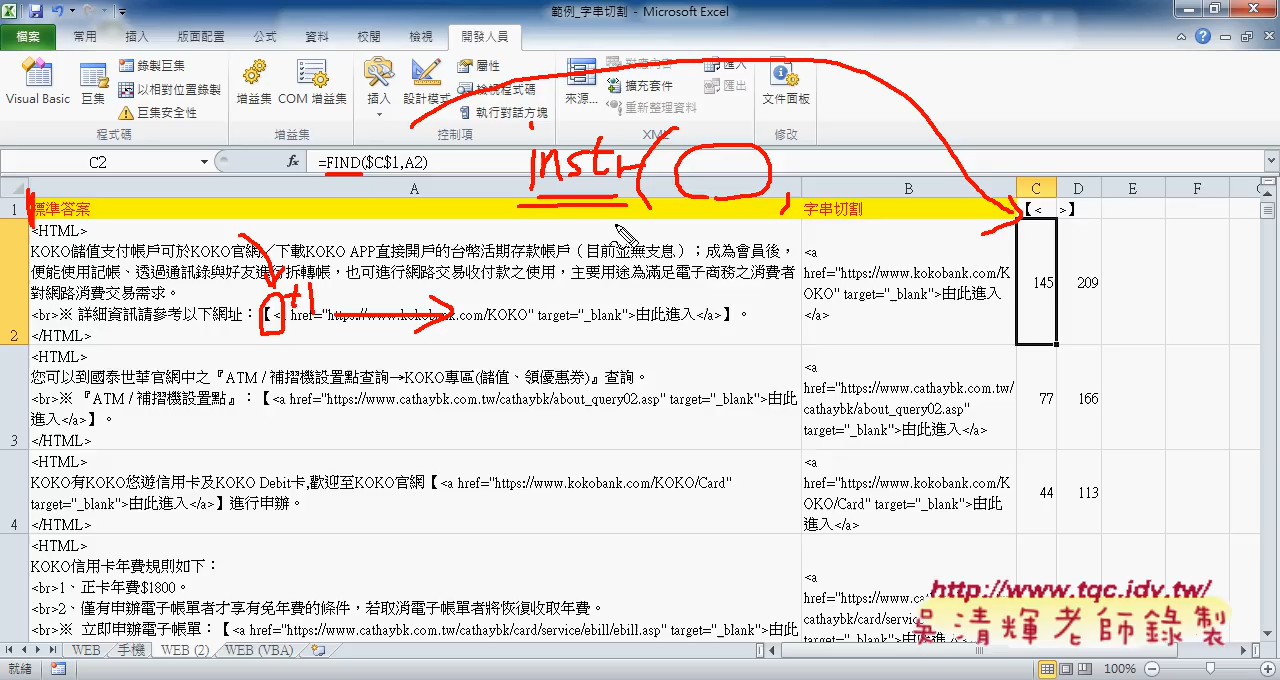 範例_字串切割 - Microsoft Excel
檔案 常用 插入 版面配置 公式 資料 校閱 檢視 開發人員
Visual Basic 巨集 錄製巨集 以相對位置錄製 巨集安全性 程式碼
增益集 COM 增益集 增益集
插入 設計模式 屬性 檢視程式碼 執行對話方塊 控制項
來源... 對應內容 擴充套件 重新整理資料 匯入 匯出 XML
文件面板 修改
C2 fx =FIND($C$1,A2)
instr( ,
A B C D E F
1 標準答案 字串切割 【< >】
2
<HTML>
KOKO儲值支付帳戶可於KOKO官網／下載KOKO APP直接開戶的台幣活期存款帳戶（目前並無支息）；成為會員後，
便能使用記帳、透過通訊錄與好友進行拆轉帳，也可進行網路交易收付款之使用，主要用途為滿足電子商務之消費者
對網路消費交易需求。
<br>※ 詳細資訊請參考以下網址：【<a href="https://www.kokobank.com/KOKO" target="_blank">由此進入</a>】。
</HTML>
+1
<a
href="https://www.kokobank.com/K
OKO" target="_blank">由此進入
</a>
145 209
3
<HTML>
您可以到國泰世華官網中之『ATM / 補摺機設置點查詢→KOKO專區(儲值、領優惠券)』查詢。
<br>※ 『ATM / 補摺機設置點』：【<a href="https://www.cathaybk.com.tw/cathaybk/about_query02.asp" target="_blank">由此
進入</a>】。
</HTML>
<a
href="https://www.cathaybk.com.tw/
cathaybk/about_query02.asp"
target="_blank">由此進入</a>
77 166
4
<HTML>
KOKO有KOKO您遊信用卡及KOKO Debit卡,歡迎至KOKO官網【<a href="https://www.kokobank.com/KOKO/Card"
target="_blank">由此進入</a>】進行申辦。
</HTML>
<a
href="https://www.kokobank.com/K
OKO/Card" target="_blank">由此
進入</a>
44 113
<HTML>
KOKO信用卡年費規則如下：
<br>1、正卡年費$1800。
<br>2、僅有申辦電子帳單者才享有免年費的條件，若取消電子帳單者將恢復收取年費。
<br>※ 立即申辦電子帳單：【<a href="https://www.cathaybk.com.tw/cathaybk/card/service/ebill/ebill.asp" target="_blank">由此
<a
http://www.tqc.idv.tw/
吳清輝老師錄製
WEB 手機 WEB (2) WEB (VBA)
就緒 100%